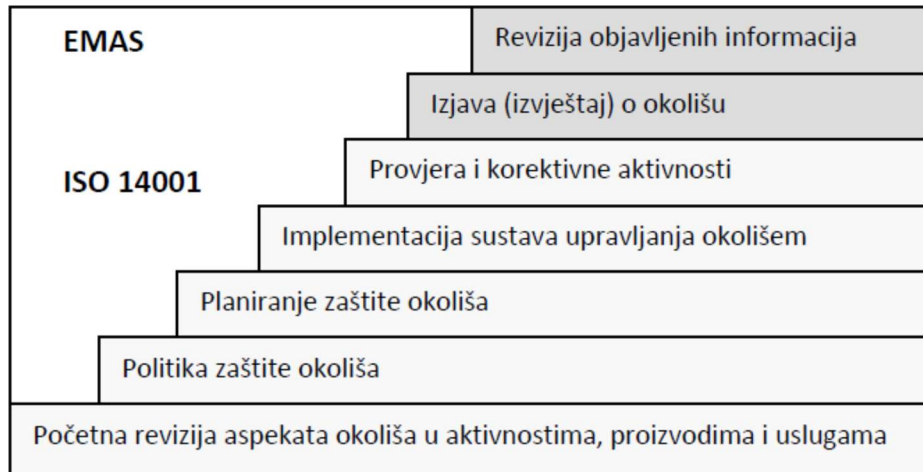 EMAS
Revizija objavljenih informacija
Izjava (izvještaj) o okolišu
ISO 14001
Provjera i korektivne aktivnosti
Implementacija sustava upravljanja okolišem
Planiranje zaštite okoliša
Politika zaštite okoliša
Početna revizija aspekata okoliša u aktivnostima, proizvodima i uslugama